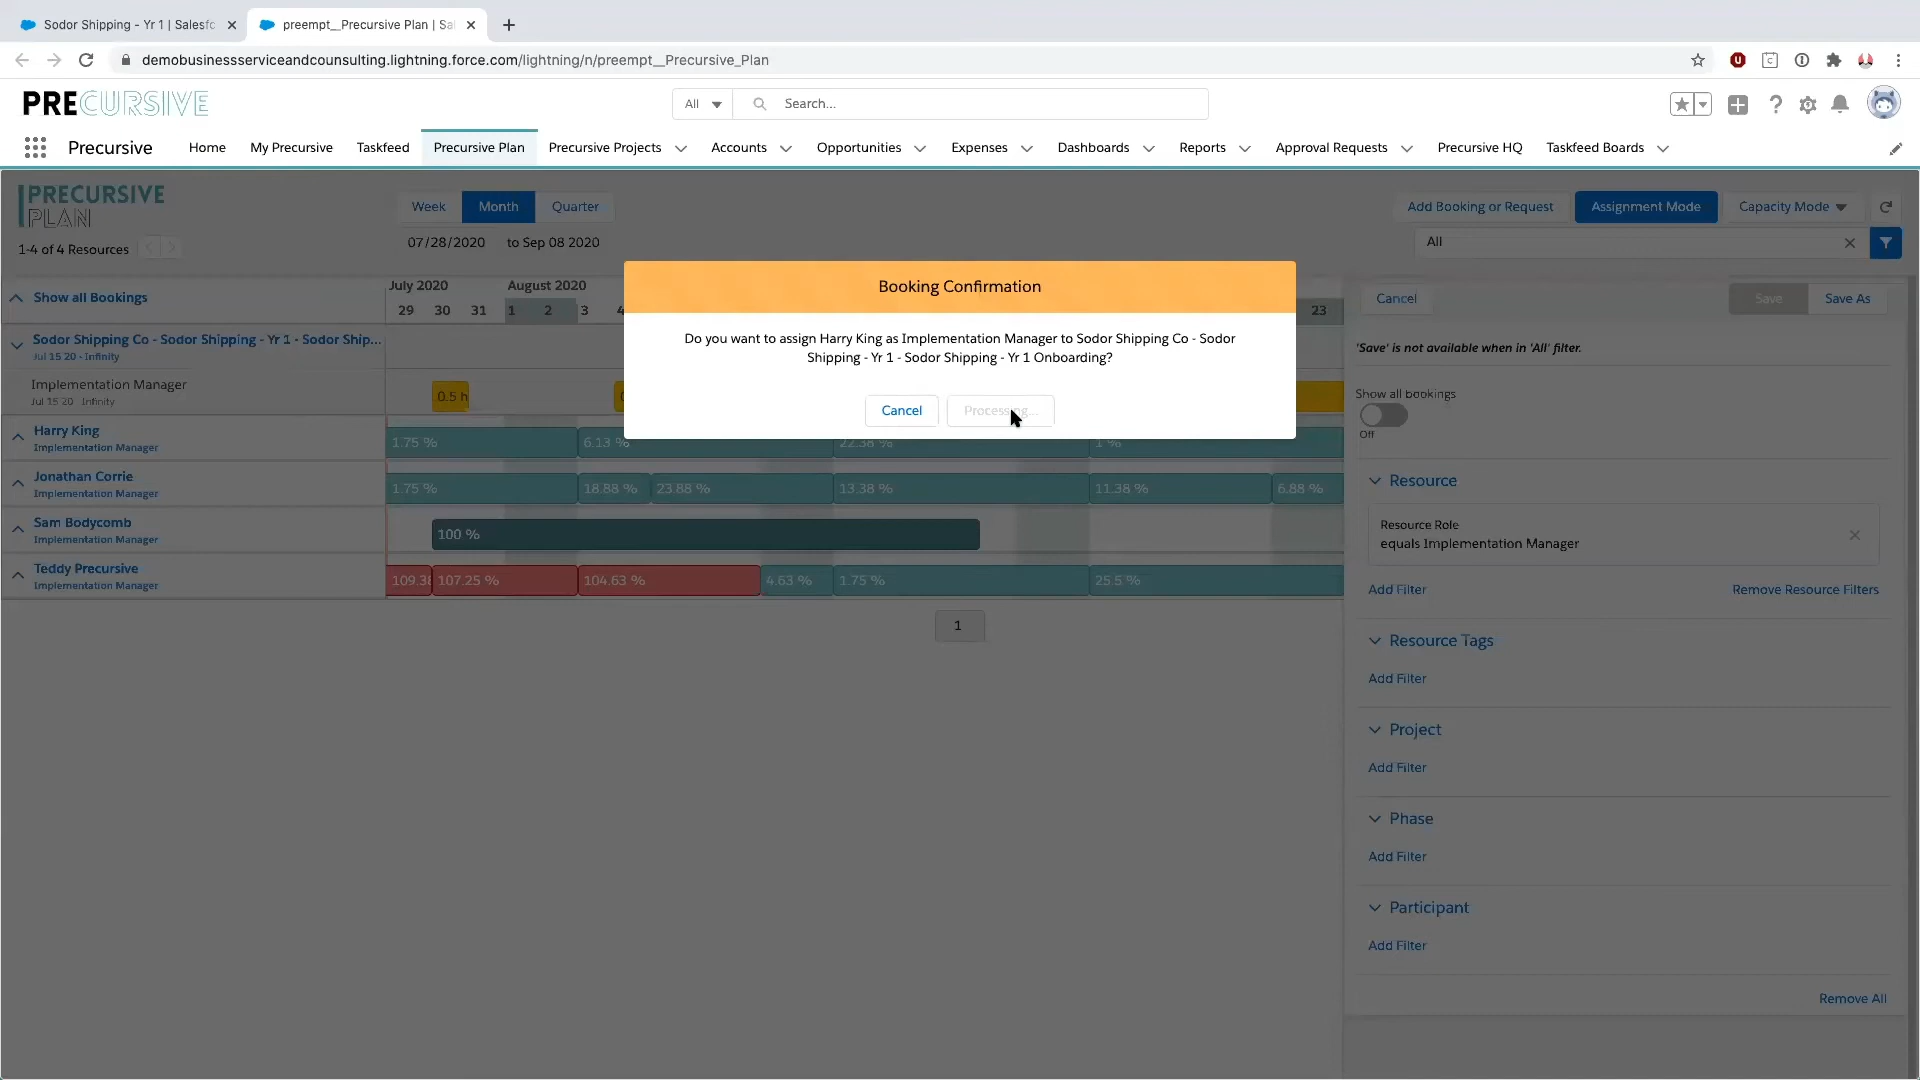 Sodor Shipping - Yr 1 | Salesfo
preempt__Precursive Plan | Sal
demobusinessserviceandcounsulting.lightning.force.com/lightning/n/preempt__Precursive_Plan
PRECURSIVE
All
Search...
Precursive
Home
My Precursive
Taskfeed
Precursive Plan
Precursive Projects
Accounts
Opportunities
Expenses
Dashboards
Reports
Approval Requests
Precursive HQ
Taskfeed Boards
PRECURSIVE
PLAN
Week
Month
Quarter
Add Booking or Request
Assignment Mode
Capacity Mode
1-4 of 4 Resources
07/28/2020 to Sep 08 2020
All
Booking Confirmation
Do you want to assign Harry King as Implementation Manager to Sodor Shipping Co - Sodor
Shipping - Yr 1 - Sodor Shipping - Yr 1 Onboarding?
Cancel
Processing...
Show all Bookings
July 2020
August 2020
29 30 31 1 2 3 4 23
Sodor Shipping Co - Sodor Shipping - Yr 1 - Sodor Ship...
Jul 15 20 - Infinity
Implementation Manager
Jul 15 20 - Infinity
0.5 h
Harry King
Implementation Manager
1.75 % 6.13 % 22.38 % 1 %
Jonathan Corrie
Implementation Manager
1.75 % 18.88 % 23.88 % 13.38 % 11.38 % 6.88 %
Sam Bodycomb
Implementation Manager
100 %
Teddy Precursive
Implementation Manager
109.38 107.25 % 104.63 % 4.63 % 1.75 % 25.5 %
1
Cancel
Save
Save As
'Save' is not available when in 'All' filter.
Show all bookings
Off
Resource
Resource Role
equals Implementation Manager
Add Filter
Remove Resource Filters
Resource Tags
Add Filter
Project
Add Filter
Phase
Add Filter
Participant
Add Filter
Remove All